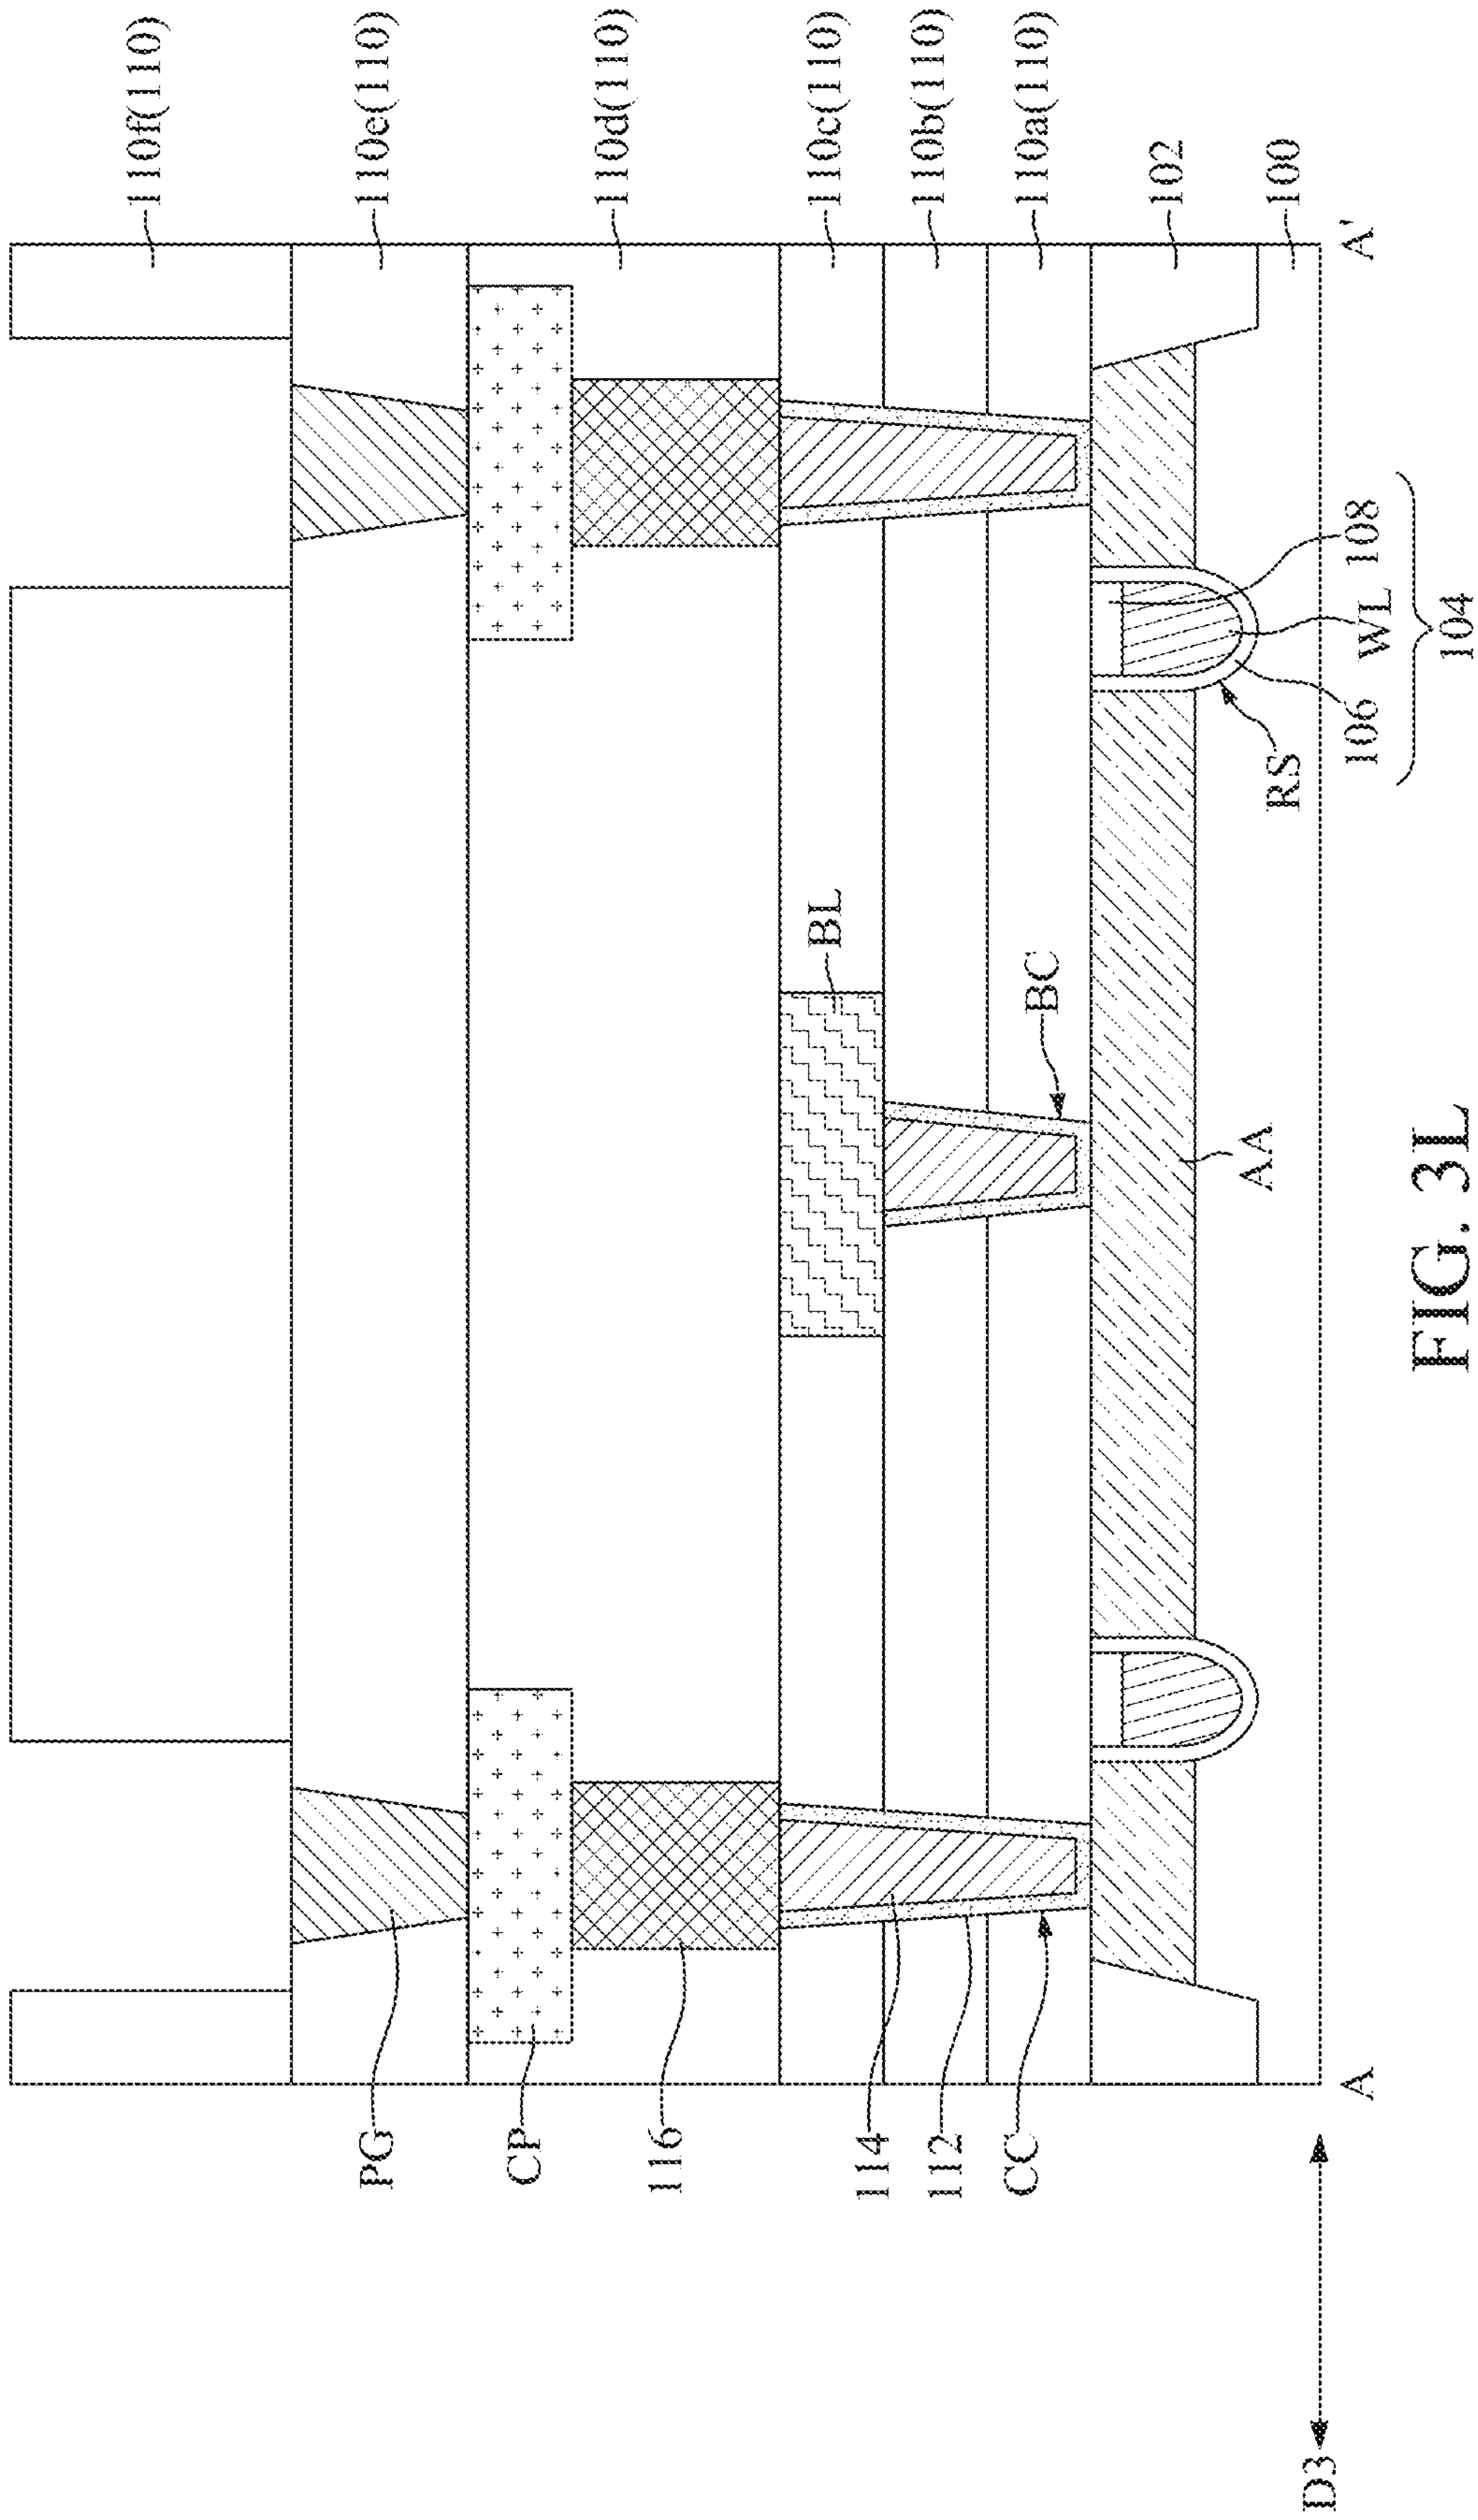 110f(110)
110e(110)
110d(110)
110c(110)
110b(110)
110a(110)
102
100
A'
BL
BC
RS
106 WL 108
104
AA
PG
CP
116
114
112
CC
A
D3
FIG. 3L